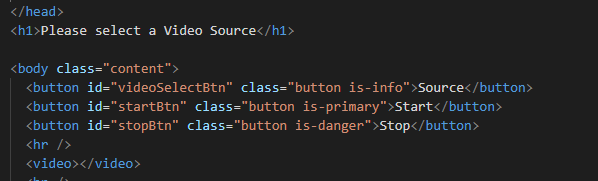 </head>
<h1>Please select a Video Source</h1>
<body class="content">
<button id="videoSelectBtn" class="button is-info">Source</button>
<button id="startBtn" class="button is-primary">Start</button>
<button id="stopBtn" class="button is-danger">Stop</button>
<hr />
<video></video>
<hr />